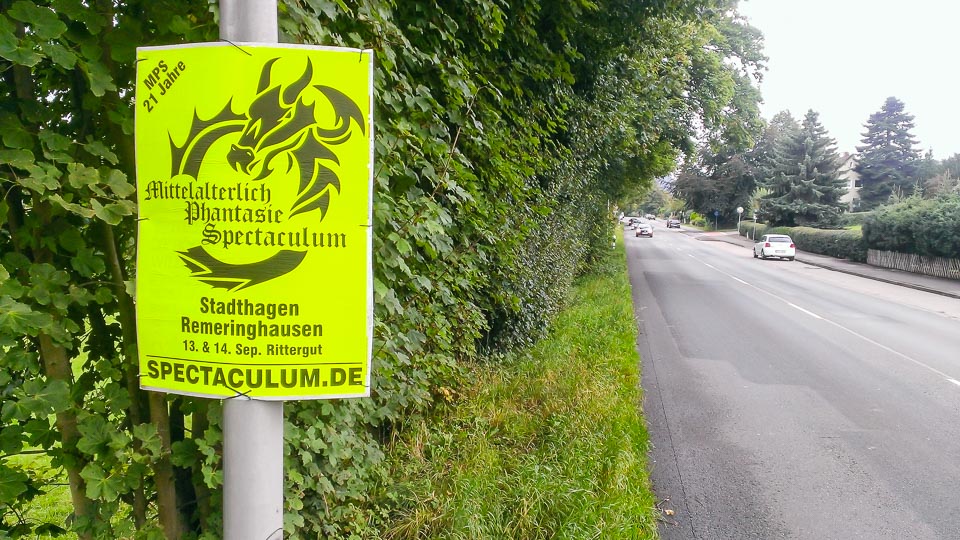 MPS
21 Jahre
Mittelalterlich
Phantasie
Spectaculum
Stadthagen
Remeringhausen
13. & 14. Sep. Rittergut
SPECTACULUM.DE